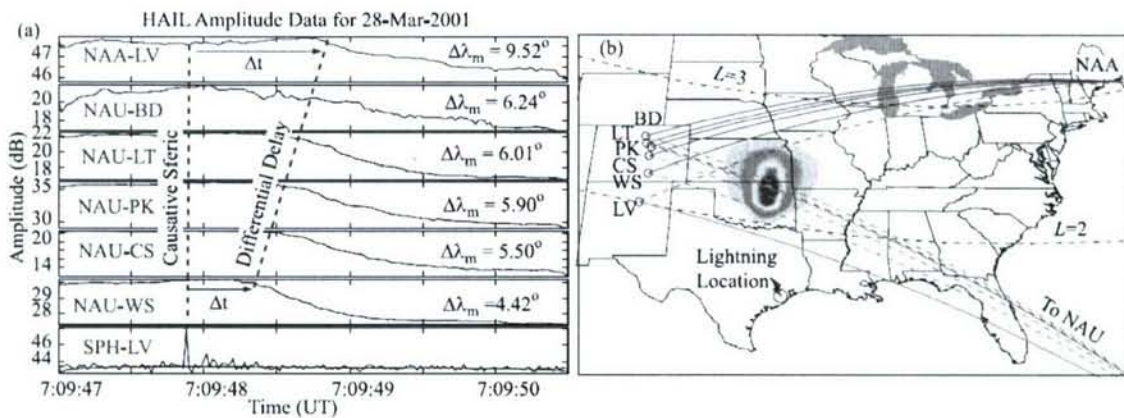 HAIL Amplitude Data for 28-Mar-2001
(a)
47
46
NAA-LV
Δt
Δλm = 9.52°
20
18
NAU-BD
Δλm = 6.24°
22
20
18
NAU-LT
Δλm = 6.01°
35
30
NAU-PK
Δλm = 5.90°
20
14
NAU-CS
Δλm = 5.50°
29
28
NAU-WS
Δt
Δλm = 4.42°
46
44
SPH-LV
Amplitude (dB)
Causative Sferic
Differential Delay
7:09:47 7:09:48 7:09:49 7:09:50
Time (UT)
(b)
L=3
NAA
BD
LT
PK
CS
WS
LV
L=2
Lightning
Location
To NAU